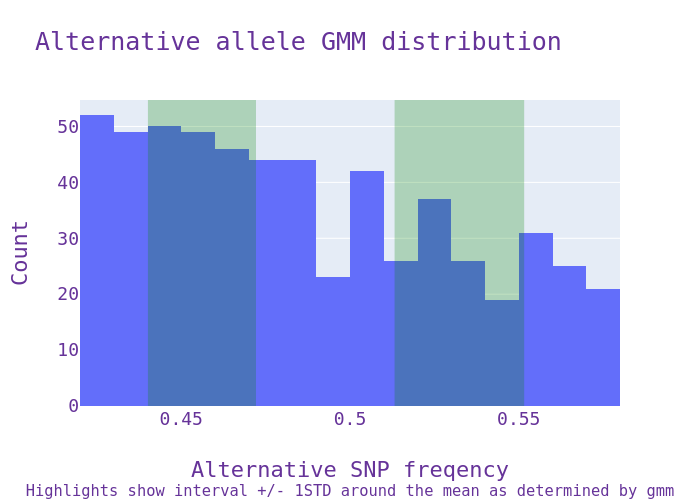 Alternative allele GMM distribution
50
40
30
20
10
0
Count
0.45
0.5
0.55
Alternative SNP freqency
Highlights show interval +/- 1STD around the mean as determined by gmm